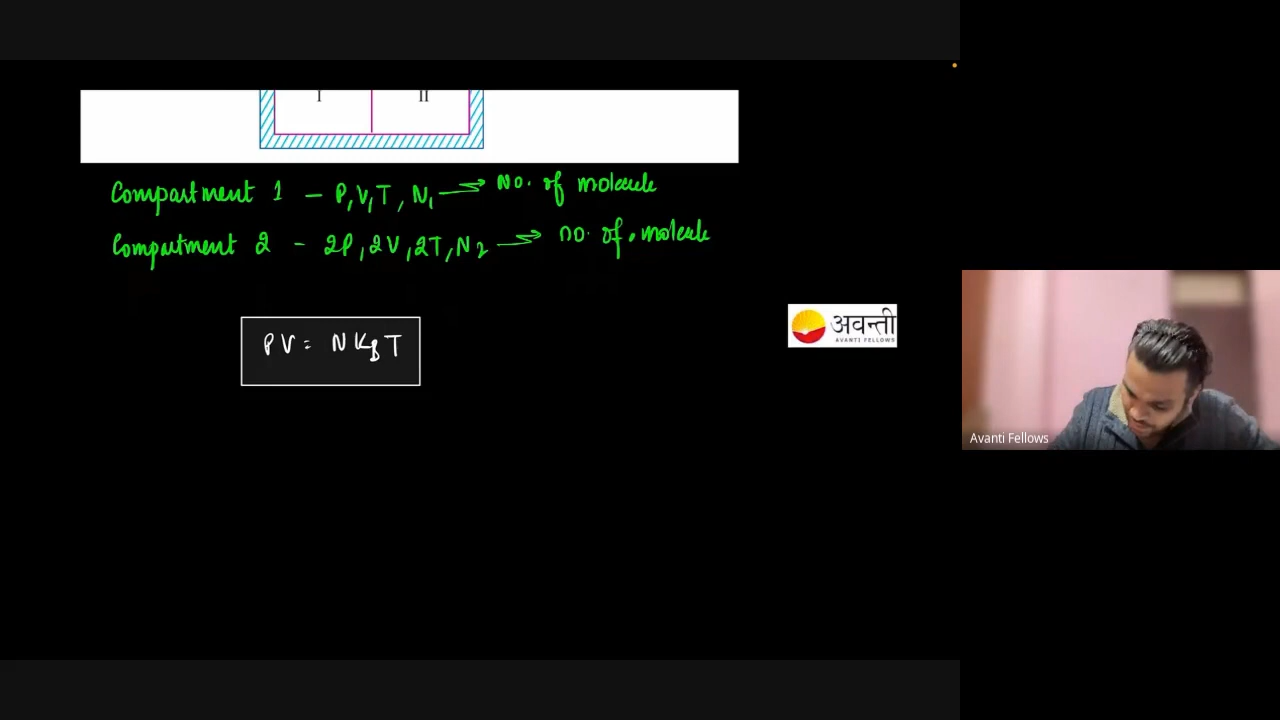 I II
Compartment 1 - P, V, T, N₁ → No. of molecule
Compartment 2 - 2P, 2V, 2T, N₂ → no. of molecule
PV = NK_BT
अवन्ती
AVANTI FELLOWS
Avanti Fellows